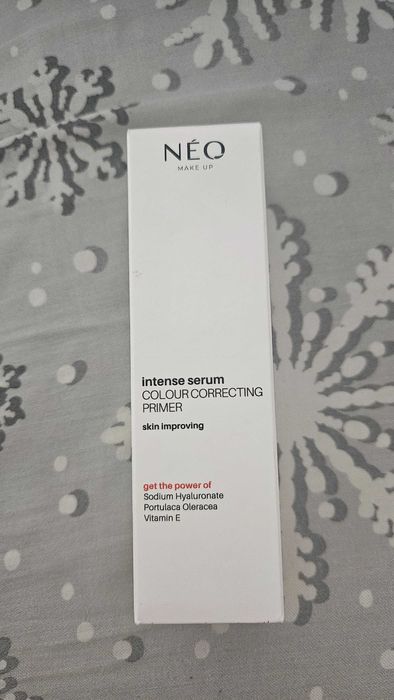 NÉO
MAKE UP
intense serum
COLOUR CORRECTING
PRIMER
skin improving
get the power of
Sodium Hyaluronate
Portulaca Oleracea
Vitamin E